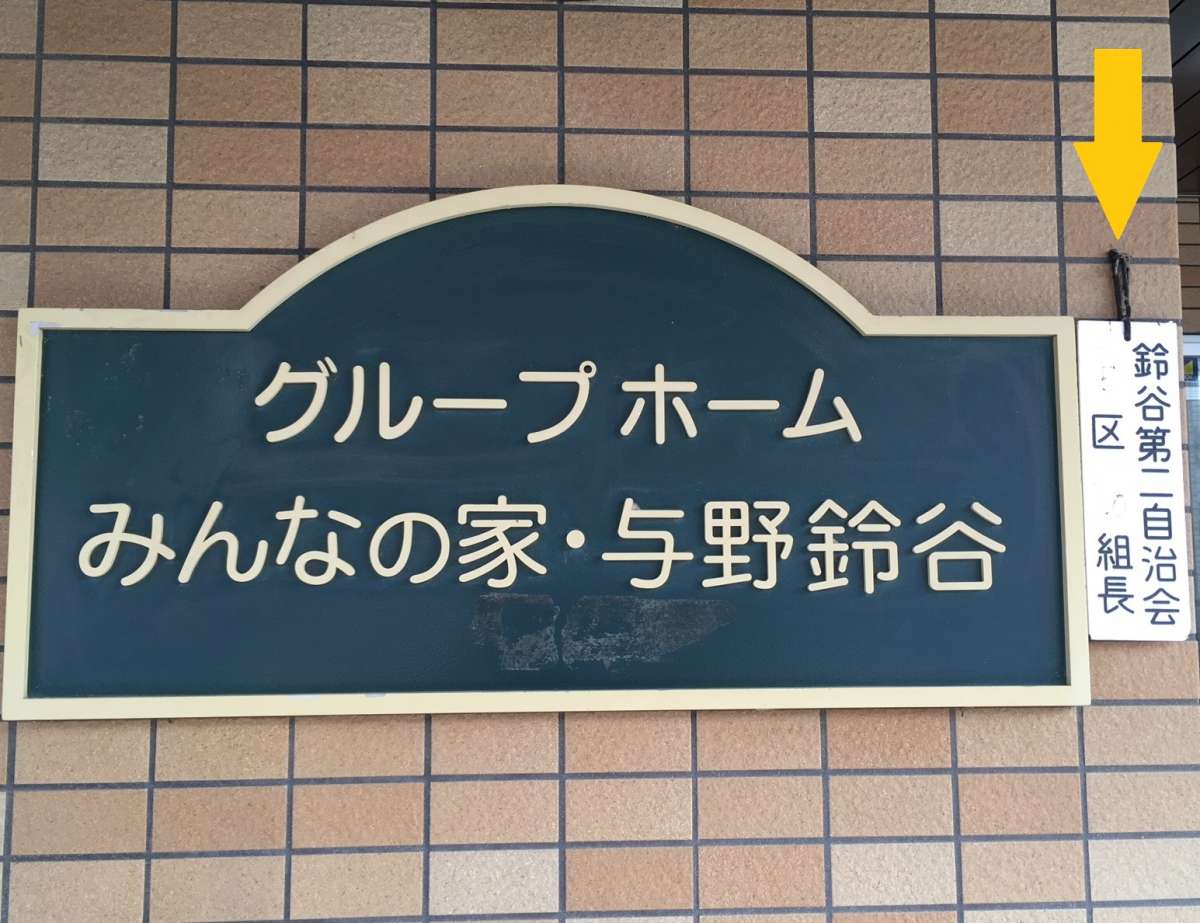 グループホーム
みんなの家・与野鈴谷
鈴谷第二自治会
区 組長